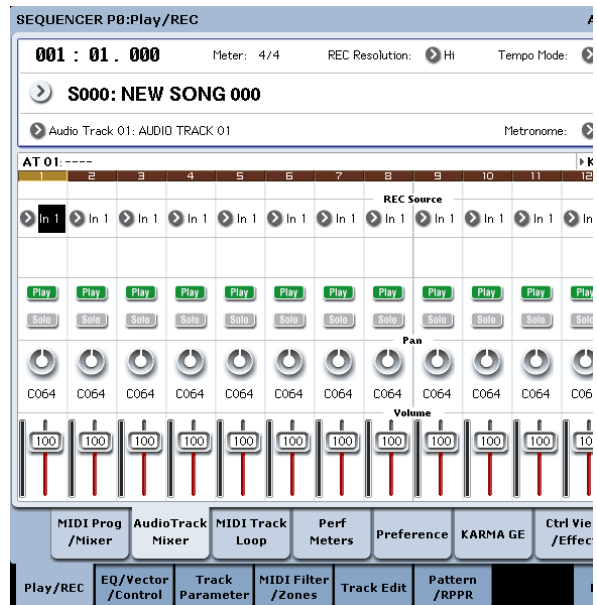 SEQUENCER P0:Play/REC
001 : 01 . 000 Meter: 4/4 REC Resolution: Hi Tempo Mode:
S000: NEW SONG 000
Audio Track 01: AUDIO TRACK 01 Metronome:
AT 01:----
1 2 3 4 5 6 7 8 9 10 11 12
REC Source
In 1 In 1 In 1 In 1 In 1 In 1 In 1 In 1 In 1 In 1 In 1 In
Play Play Play Play Play Play Play Play Play Play Play Play
Solo Solo Solo Solo Solo Solo Solo Solo Solo Solo Solo Solo
Pan
C064 C064 C064 C064 C064 C064 C064 C064 C064 C064 C064 C06
Volume
100 100 100 100 100 100 100 100 100 100 100 10
MIDI Prog /Mixer
AudioTrack Mixer
MIDI Track Loop
Perf Meters
Preference
KARMA GE
Ctrl Vie /Effec
Play/REC
EQ/Vector /Control
Track Parameter
MIDI Filter /Zones
Track Edit
Pattern /RPPR